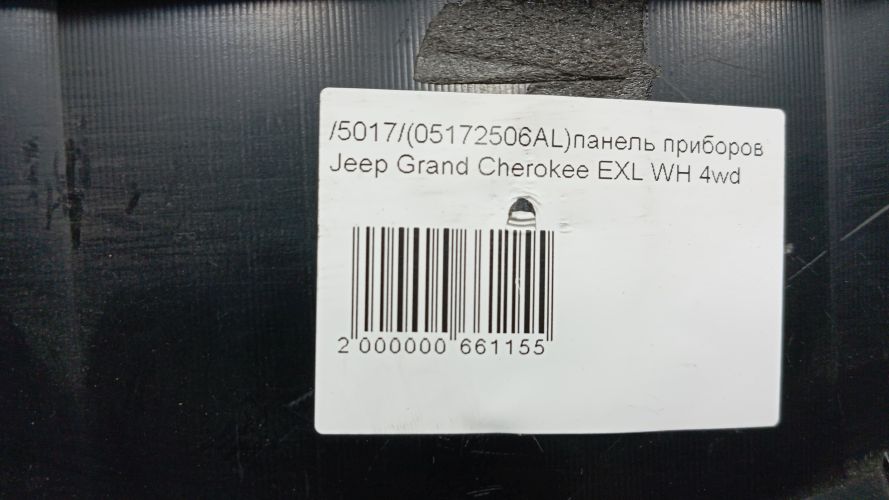 /5017/(05172506AL)панель приборов
Jeep Grand Cherokee EXL WH 4wd
2 000000 661155